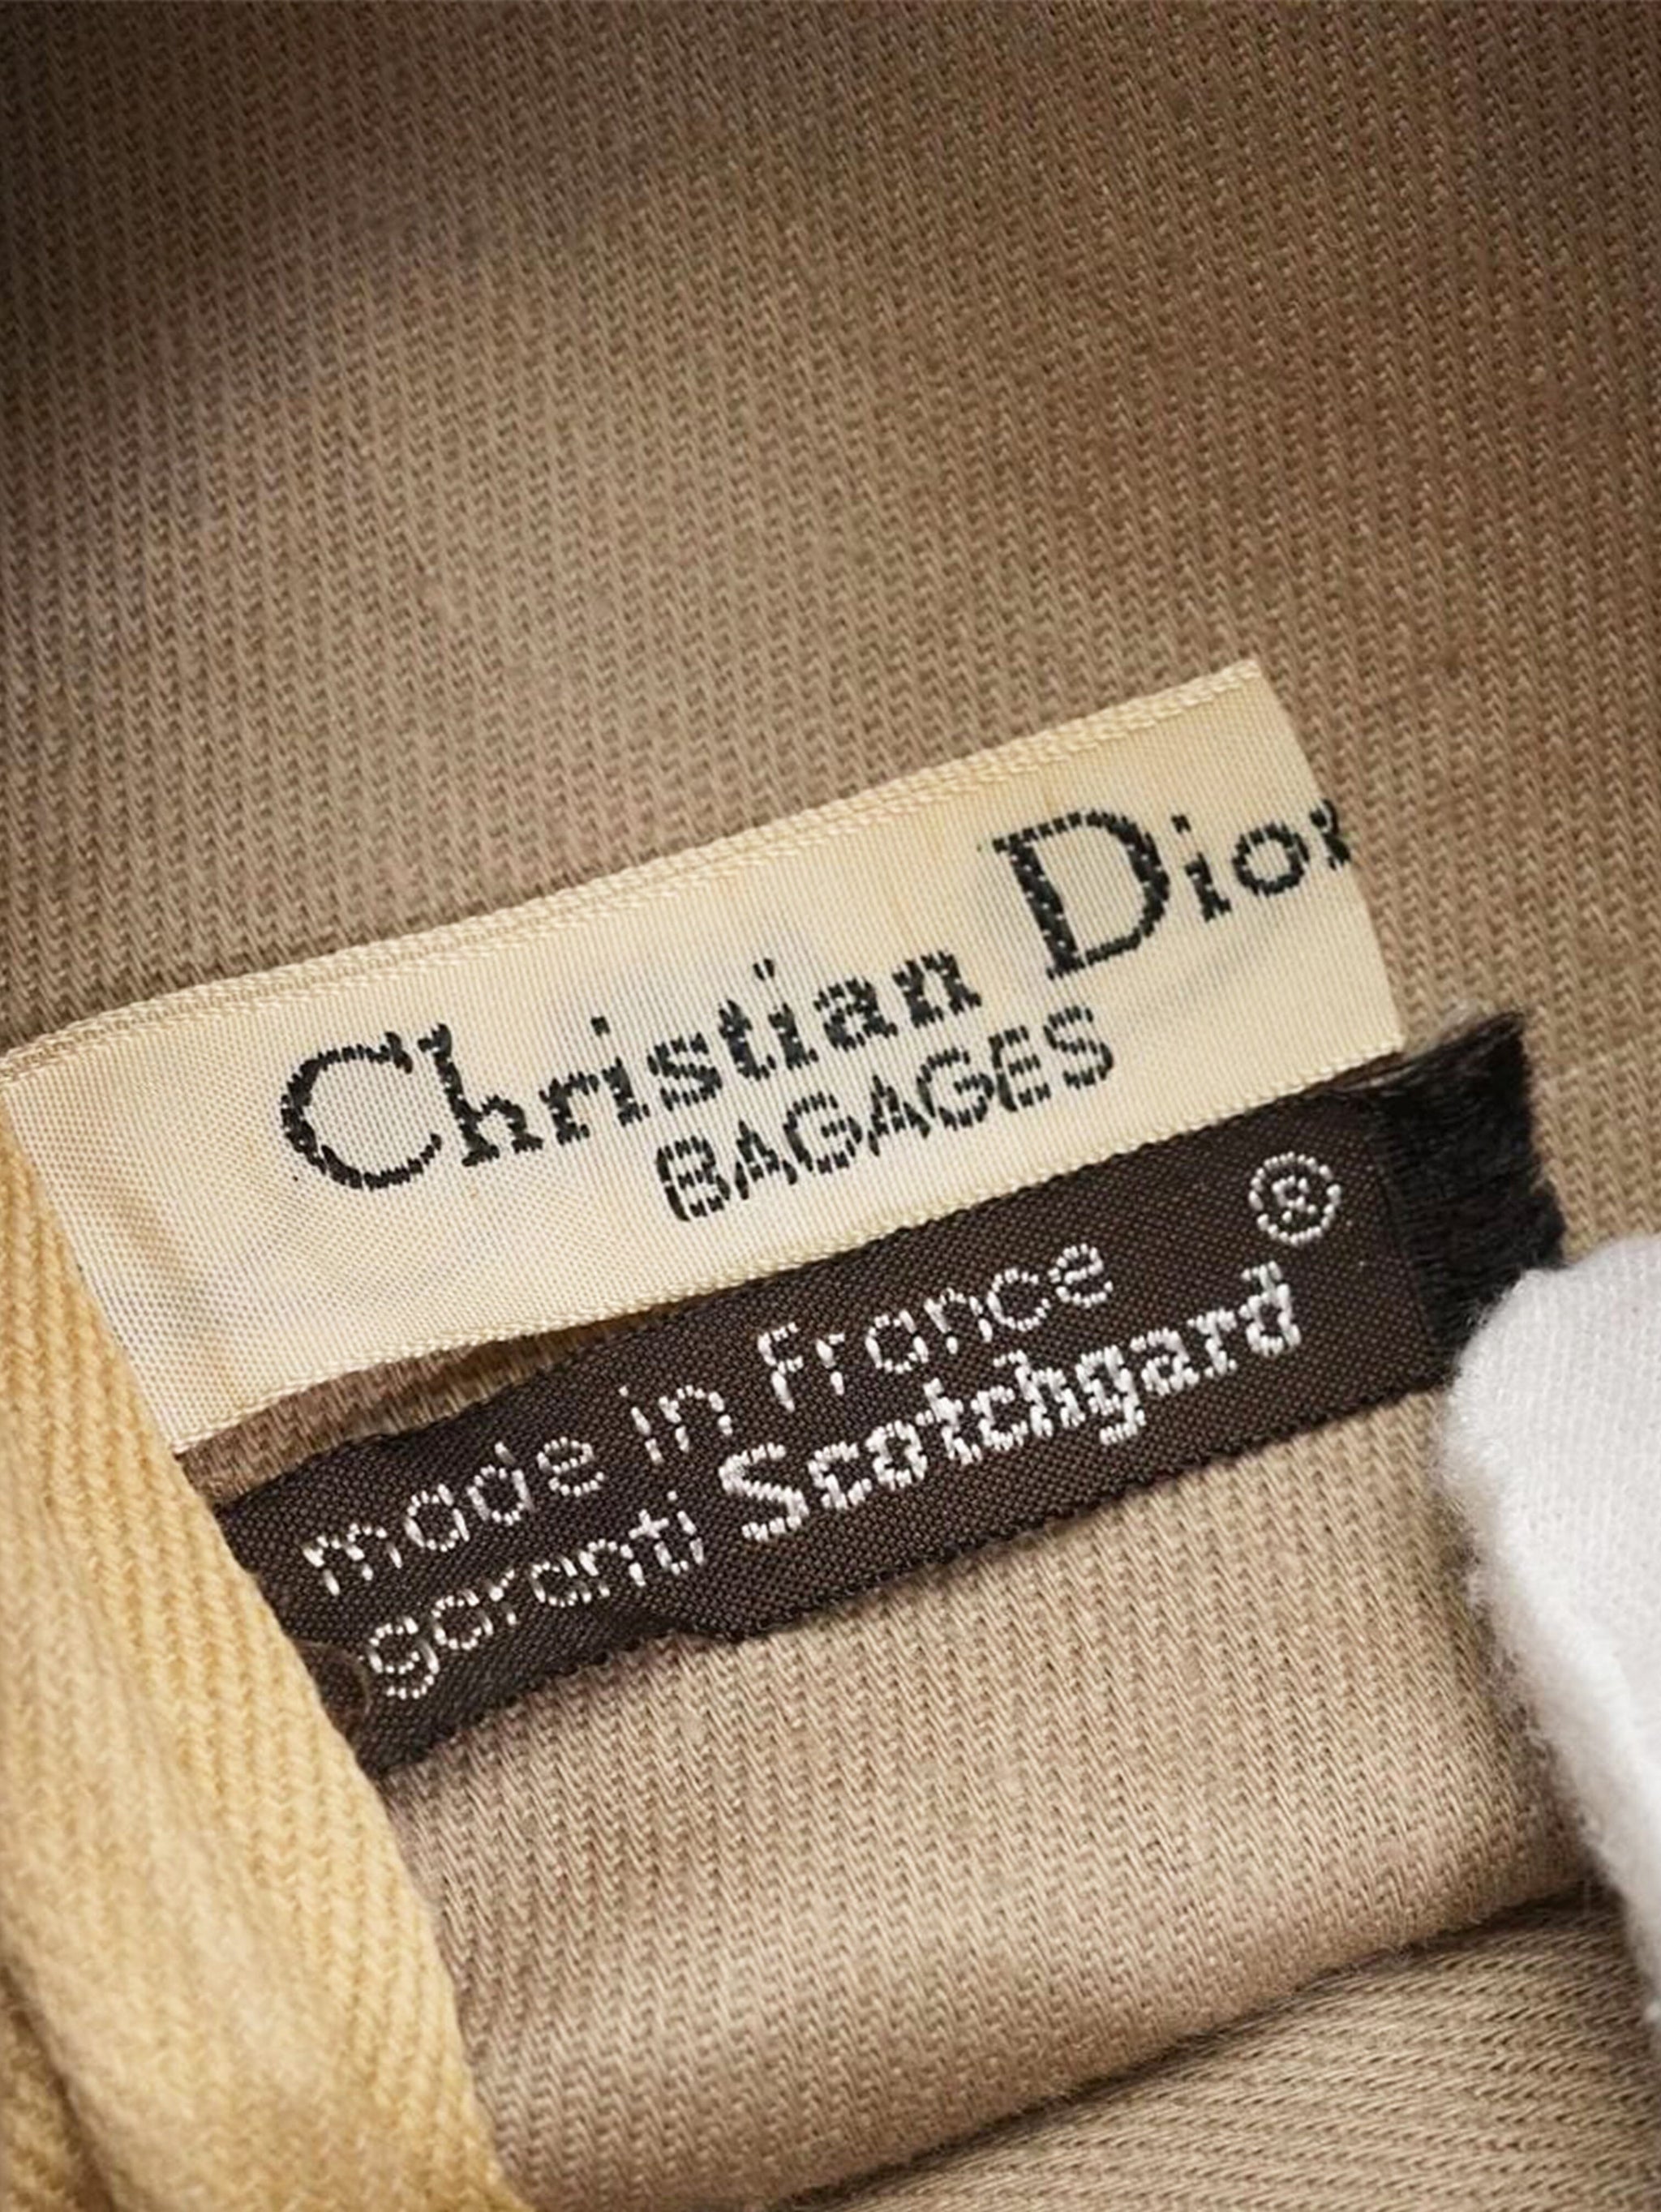 Christian Dior
BAGAGES
®
made in France
garanti Scotchgard